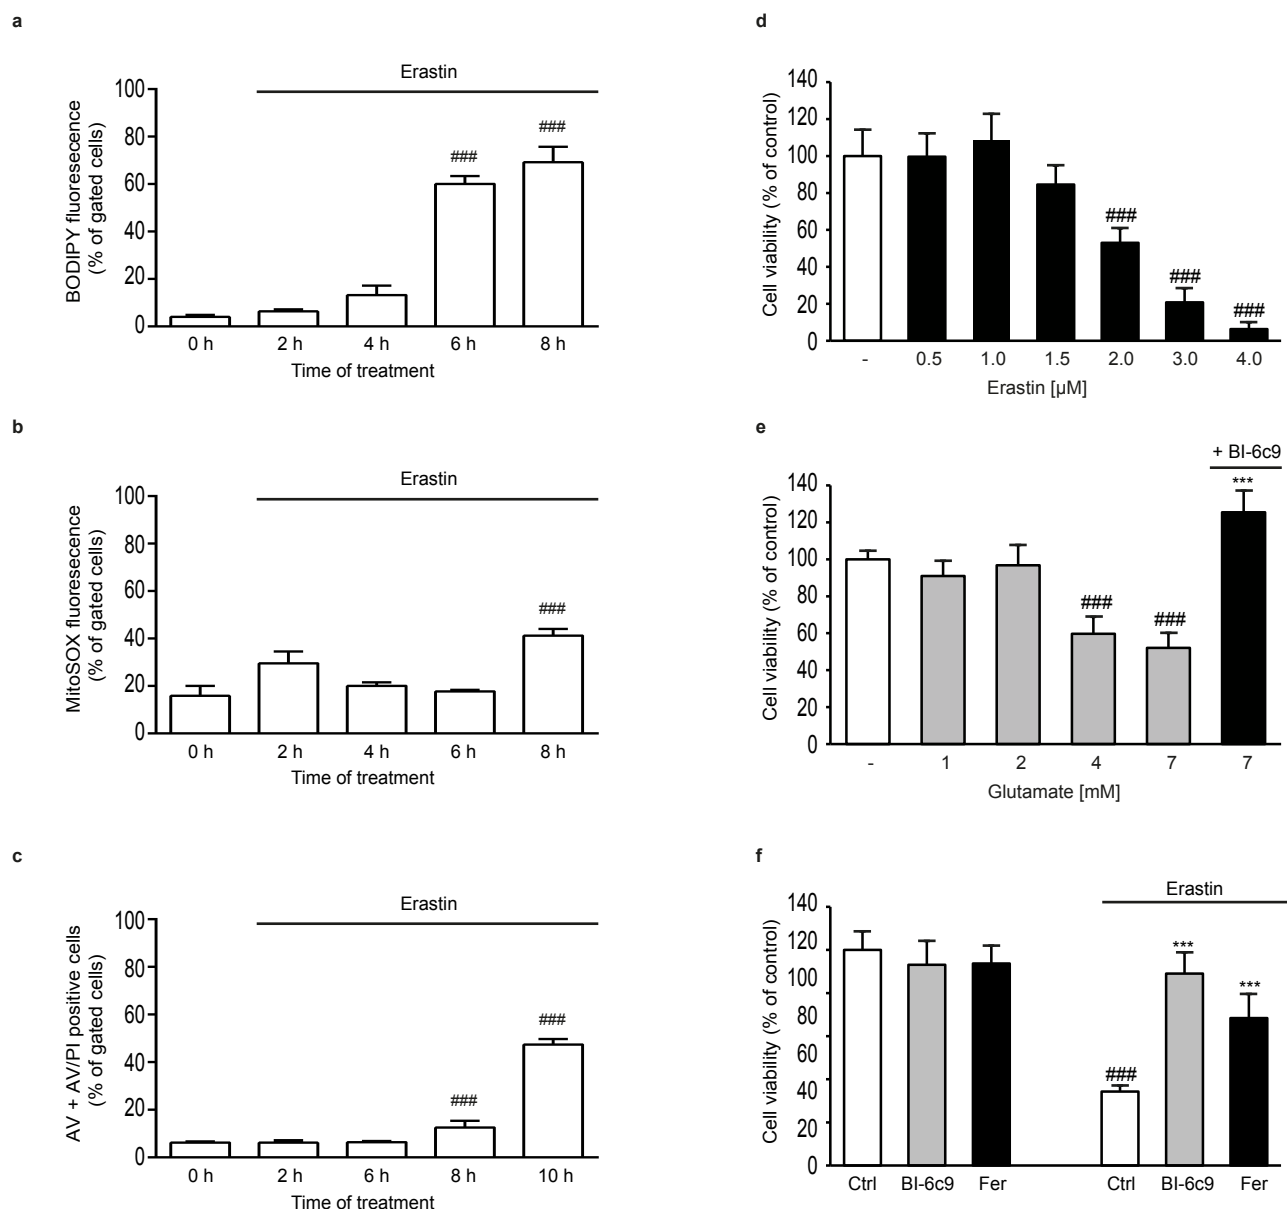 a
Erastin
BODIPY fluoresecence
(% of gated cells)
100
80
60
40
20
0
###
###
0 h 2 h 4 h 6 h 8 h
Time of treatment
b
Erastin
MitoSOX fluoresecence
(% of gated cells)
100
80
60
40
20
0
###
0 h 2 h 4 h 6 h 8 h
Time of treatment
c
Erastin
AV + AV/PI positive cells
(% of gated cells)
100
80
60
40
20
0
###
###
0 h 2 h 6 h 8 h 10 h
Time of treatment
d
Cell viability (% of control)
140
120
100
80
60
40
20
0
###
###
###
- 0.5 1.0 1.5 2.0 3.0 4.0
Erastin [µM]
e
+ BI-6c9
Cell viability (% of control)
140
120
100
80
60
40
20
0
###
###
***
- 1 2 4 7 7
Glutamate [mM]
f
Erastin
Cell viability (% of control)
140
120
100
80
60
40
20
0
###
***
***
Ctrl BI-6c9 Fer Ctrl BI-6c9 Fer